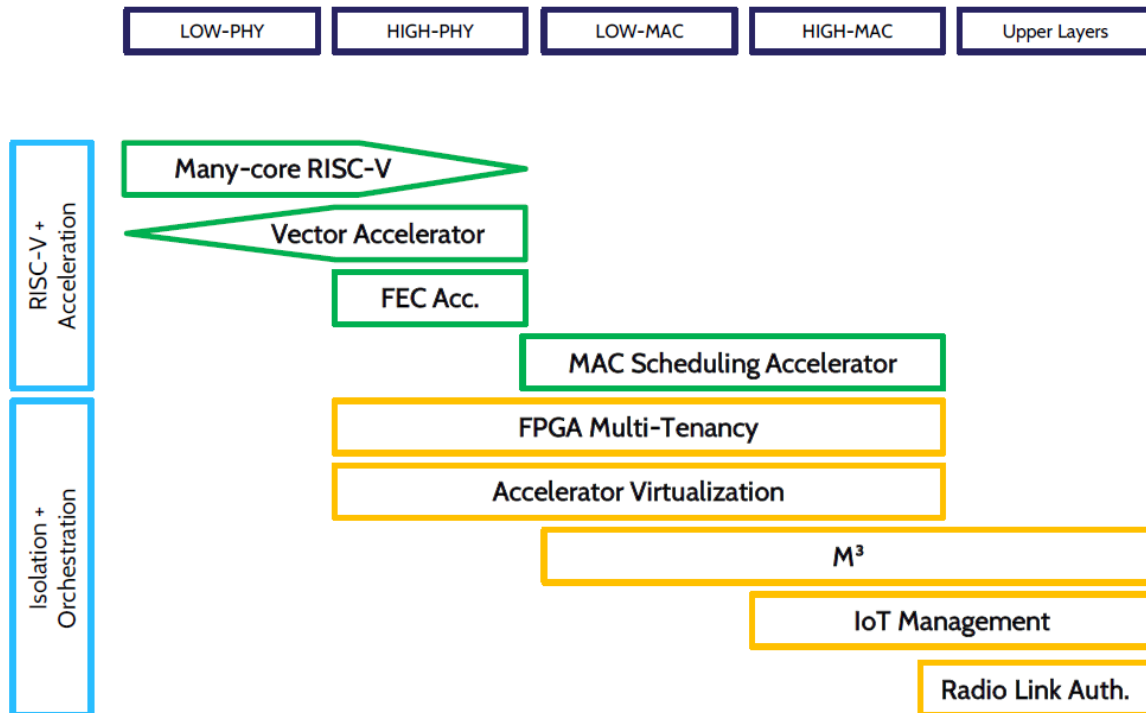 LOW-PHY
HIGH-PHY
LOW-MAC
HIGH-MAC
Upper Layers
RISC-V +
Acceleration
Many-core RISC-V
Vector Accelerator
FEC Acc.
MAC Scheduling Accelerator
Isolation +
Orchestration
FPGA Multi-Tenancy
Accelerator Virtualization
M³
IoT Management
Radio Link Auth.